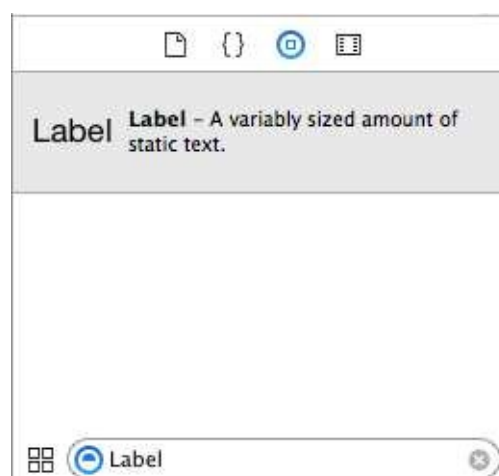 {}
Label
Label – A variably sized amount of
static text.
Label